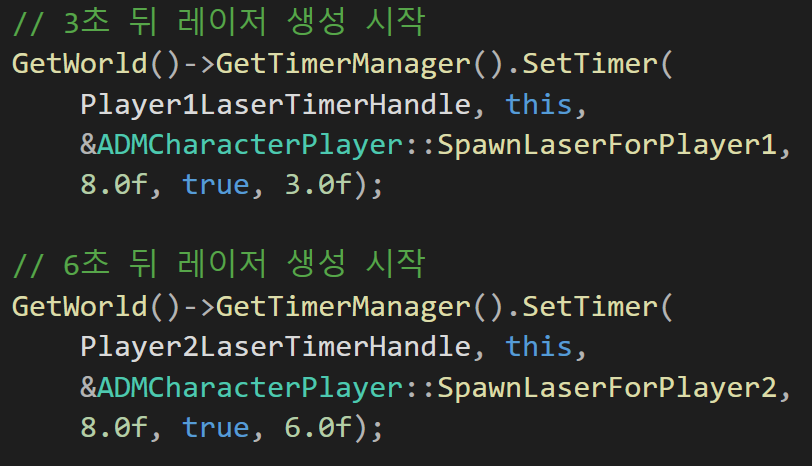 // 3초 뒤 레이저 생성 시작
GetWorld()->GetTimerManager().SetTimer(
    Player1LaserTimerHandle, this,
    &ADMCharacterPlayer::SpawnLaserForPlayer1,
    8.0f, true, 3.0f);

// 6초 뒤 레이저 생성 시작
GetWorld()->GetTimerManager().SetTimer(
    Player2LaserTimerHandle, this,
    &ADMCharacterPlayer::SpawnLaserForPlayer2,
    8.0f, true, 6.0f);